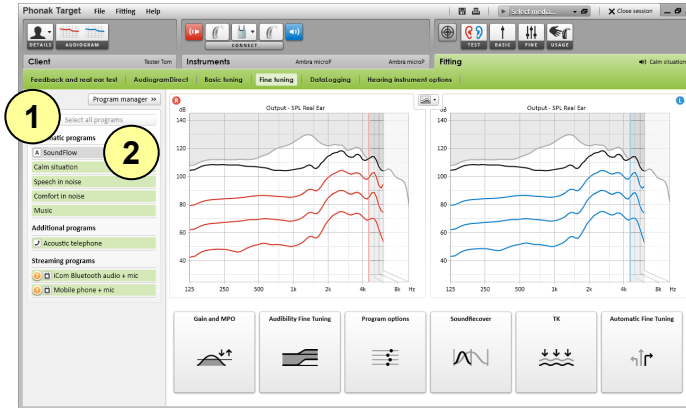 Phonak Target File Fitting Help
Select media...
Close session
DETAILS AUDIOGRAM
CONNECT
TEST BASIC FINE USAGE
Client Tester Tom
Instruments Ambra microP Ambra microP
Fitting Calm situation
Feedback and real ear test AudiogramDirect Basic tuning Fine tuning DataLogging Hearing instrument options
Program manager »
Select all programs
1
2
matic programs
A SoundFlow
Calm situation
Speech in noise
Comfort in noise
Music
Additional programs
Acoustic telephone
Streaming programs
iCom Bluetooth audio + mic
Mobile phone + mic
R
dB Output - SPL Real Ear
140
120
100
80
60
40
125 250 500 1k 2k 4k 8k Hz
L
dB Output - SPL Real Ear
140
120
100
80
60
40
125 250 500 1k 2k 4k 8k Hz
Gain and MPO
Audibility Fine Tuning
Program options
SoundRecover
TK
Automatic Fine Tuning